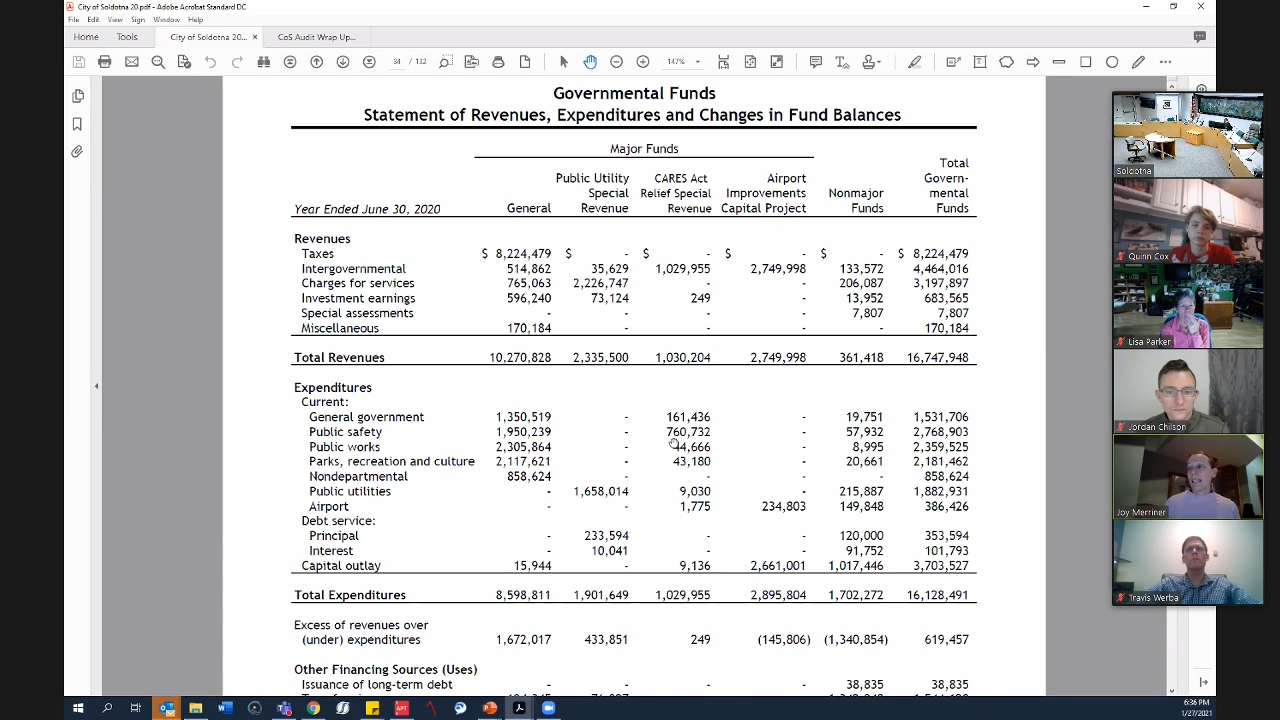 City of Soldotna 20.pdf - Adobe Acrobat Standard DC
File Edit View Sign Window Help
Home Tools City of Soldotna 20... × CoS Audit Wrap Up...
34 / 132 147%
Governmental Funds
Statement of Revenues, Expenditures and Changes in Fund Balances
Major Funds
Total
Public Utility CARES Act Airport Govern-
Special Relief Special Improvements Nonmajor mental
Year Ended June 30, 2020 General Revenue Revenue Capital Project Funds Funds
Revenues
Taxes $ 8,224,479 $ - $ - $ - $ - $ 8,224,479
Intergovernmental 514,862 35,629 1,029,955 2,749,998 133,572 4,464,016
Charges for services 765,063 2,226,747 - - 206,087 3,197,897
Investment earnings 596,240 73,124 249 - 13,952 683,565
Special assessments - - - - 7,807 7,807
Miscellaneous 170,184 - - - - 170,184
Total Revenues 10,270,828 2,335,500 1,030,204 2,749,998 361,418 16,747,948
Expenditures
Current:
General government 1,350,519 - 161,436 - 19,751 1,531,706
Public safety 1,950,239 - 760,732 - 57,932 2,768,903
Public works 2,305,864 - 44,666 - 8,995 2,359,525
Parks, recreation and culture 2,117,621 - 43,180 - 20,661 2,181,462
Nondepartmental 858,624 - - - - 858,624
Public utilities - 1,658,014 9,030 - 215,887 1,882,931
Airport - - 1,775 234,803 149,848 386,426
Debt service:
Principal - 233,594 - - 120,000 353,594
Interest - 10,041 - - 91,752 101,793
Capital outlay 15,944 - 9,136 2,661,001 1,017,446 3,703,527
Total Expenditures 8,598,811 1,901,649 1,029,955 2,895,804 1,702,272 16,128,491
Excess of revenues over
(under) expenditures 1,672,017 433,851 249 (145,806) (1,340,854) 619,457
Other Financing Sources (Uses)
Issuance of long-term debt - - - - 38,835 38,835
Soldotna
Quinn Cox
Lisa Parker
Jordan Chilson
Joy Merriner
Travis Werba
6:36 PM
1/27/2021